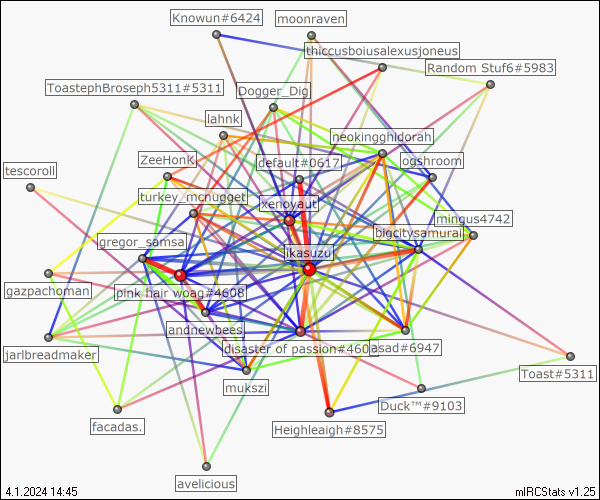 Knowun#6424
moonraven
thiccusboiusalexusjoneus
Random Stuf6#5983
ToastephBroseph5311#5311
Dogger_Dig
lahnk
neokingghidorah
ZeeHonk
default#0617
ogshroom
tescoroll
turkey_mcnugget
xenoyaut
mingus4742
bigcitysamurai
gregor_samsa
ikasuzu
gazpachoman
pink hair woag#4608
andnewbees
disaster of passion#460
asad#6947
jarlbreadmaker
Toast#5311
mukszi
Duck™#9103
facadas.
Heighleaigh#8575
avelicious
4.1.2024 14:45
mIRCStats v1.25